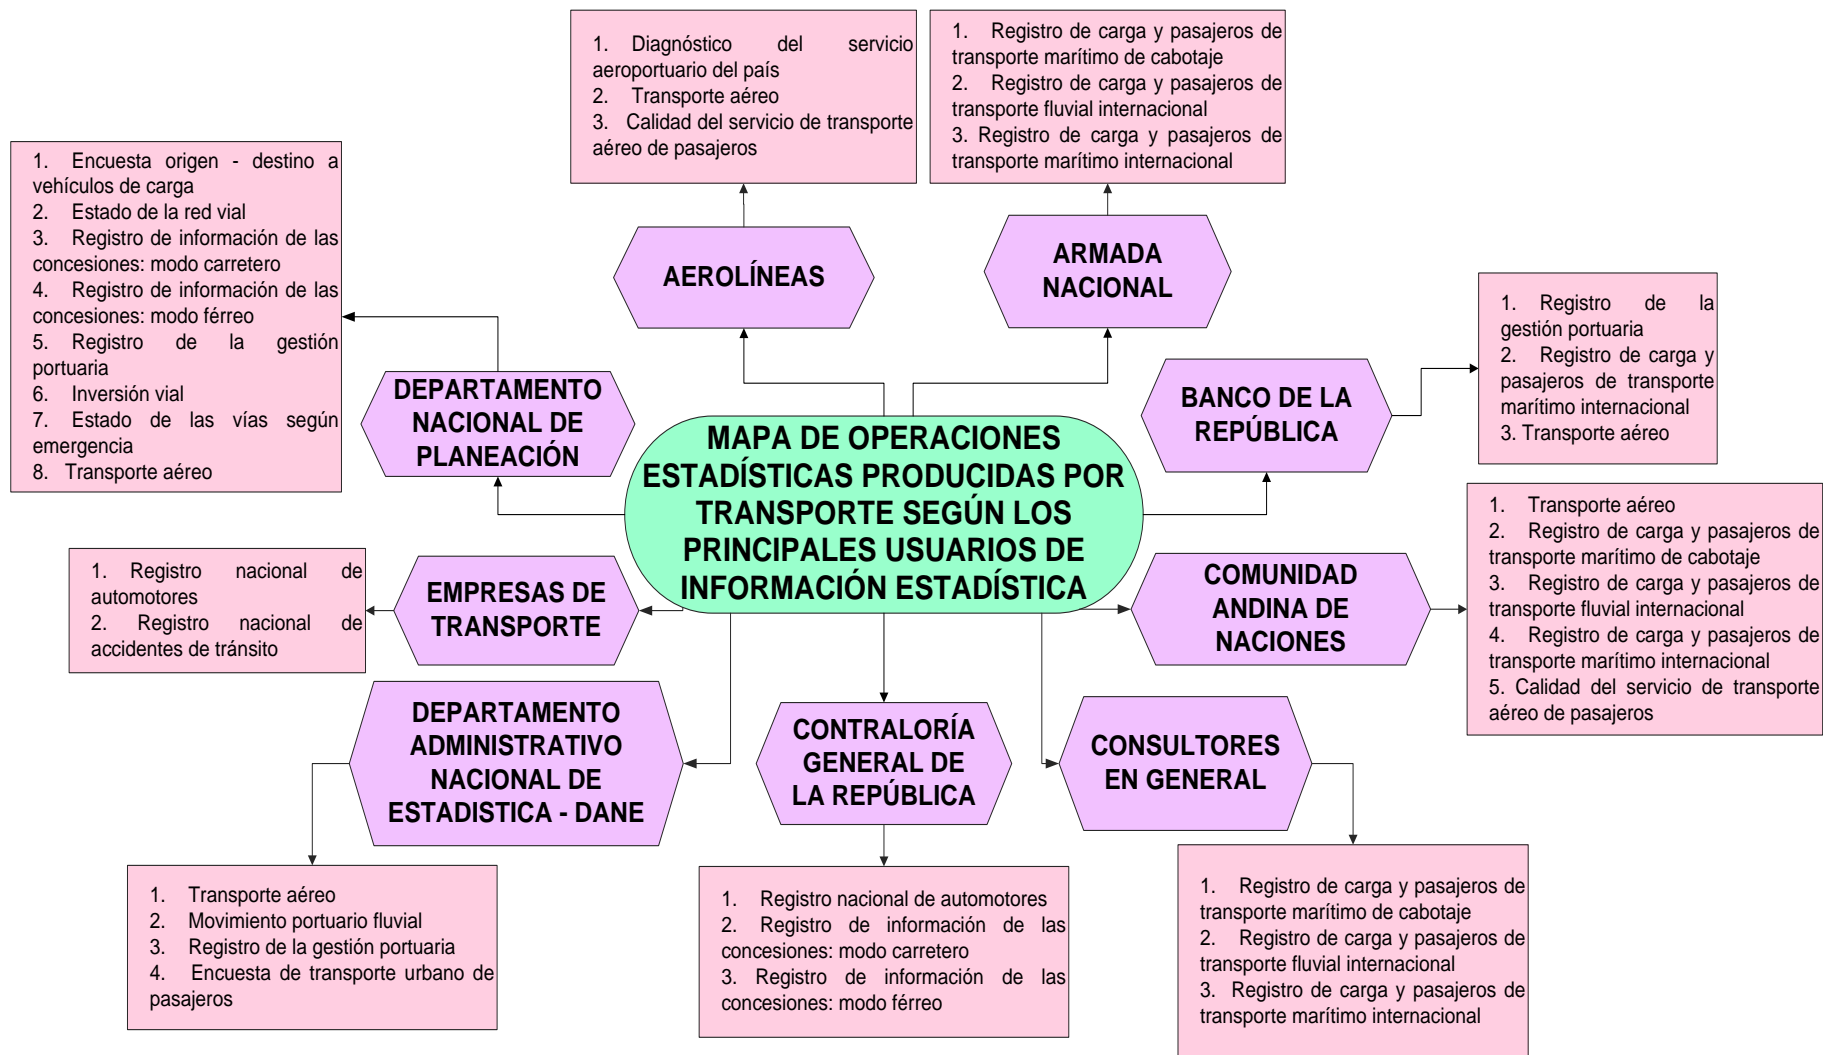 1. Diagnóstico del servicio
aeroportuario del país
2. Transporte aéreo
3. Calidad del servicio de transporte
aéreo de pasajeros
1. Registro de carga y pasajeros de
transporte marítimo de cabotaje
2. Registro de carga y pasajeros de
transporte fluvial internacional
3. Registro de carga y pasajeros de
transporte marítimo internacional
1. Encuesta origen - destino a
vehículos de carga
2. Estado de la red vial
3. Registro de información de las
concesiones: modo carretero
4. Registro de información de las
concesiones: modo férreo
5. Registro de la gestión
portuaria
6. Inversión vial
7. Estado de las vías según
emergencia
8. Transporte aéreo
AEROLÍNEAS
ARMADA
NACIONAL
1. Registro de la
gestión portuaria
2. Registro de carga y
pasajeros de transporte
marítimo internacional
3. Transporte aéreo
DEPARTAMENTO
NACIONAL DE
PLANEACIÓN
BANCO DE LA
REPÚBLICA
MAPA DE OPERACIONES
ESTADÍSTICAS PRODUCIDAS POR
TRANSPORTE SEGÚN LOS
PRINCIPALES USUARIOS DE
INFORMACIÓN ESTADÍSTICA
1. Transporte aéreo
2. Registro de carga y pasajeros de
transporte marítimo de cabotaje
3. Registro de carga y pasajeros de
transporte fluvial internacional
4. Registro de carga y pasajeros de
transporte marítimo internacional
5. Calidad del servicio de transporte
aéreo de pasajeros
1. Registro nacional de
automotores
2. Registro nacional de
accidentes de tránsito
EMPRESAS DE
TRANSPORTE
COMUNIDAD
ANDINA DE
NACIONES
DEPARTAMENTO
ADMINISTRATIVO
NACIONAL DE
ESTADISTICA - DANE
CONTRALORÍA
GENERAL DE
LA REPÚBLICA
CONSULTORES
EN GENERAL
1. Transporte aéreo
2. Movimiento portuario fluvial
3. Registro de la gestión portuaria
4. Encuesta de transporte urbano de
pasajeros
1. Registro nacional de automotores
2. Registro de información de las
concesiones: modo carretero
3. Registro de información de las
concesiones: modo férreo
1. Registro de carga y pasajeros de
transporte marítimo de cabotaje
2. Registro de carga y pasajeros de
transporte fluvial internacional
3. Registro de carga y pasajeros de
transporte marítimo internacional